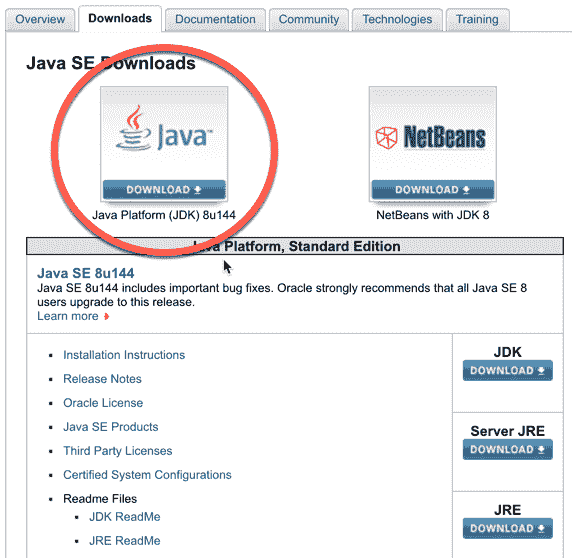 Overview Downloads Documentation Community Technologies Training
Java SE Downloads
Java™ NetBeans
DOWNLOAD DOWNLOAD
Java Platform (JDK) 8u144 NetBeans with JDK 8
Java Platform, Standard Edition
Java SE 8u144
Java SE 8u144 includes important bug fixes. Oracle strongly recommends that all Java SE 8
users upgrade to this release.
Learn more
Installation Instructions
Release Notes
Oracle License
Java SE Products
Third Party Licenses
Certified System Configurations
Readme Files
JDK ReadMe
JRE ReadMe
JDK
DOWNLOAD
Server JRE
DOWNLOAD
JRE
DOWNLOAD